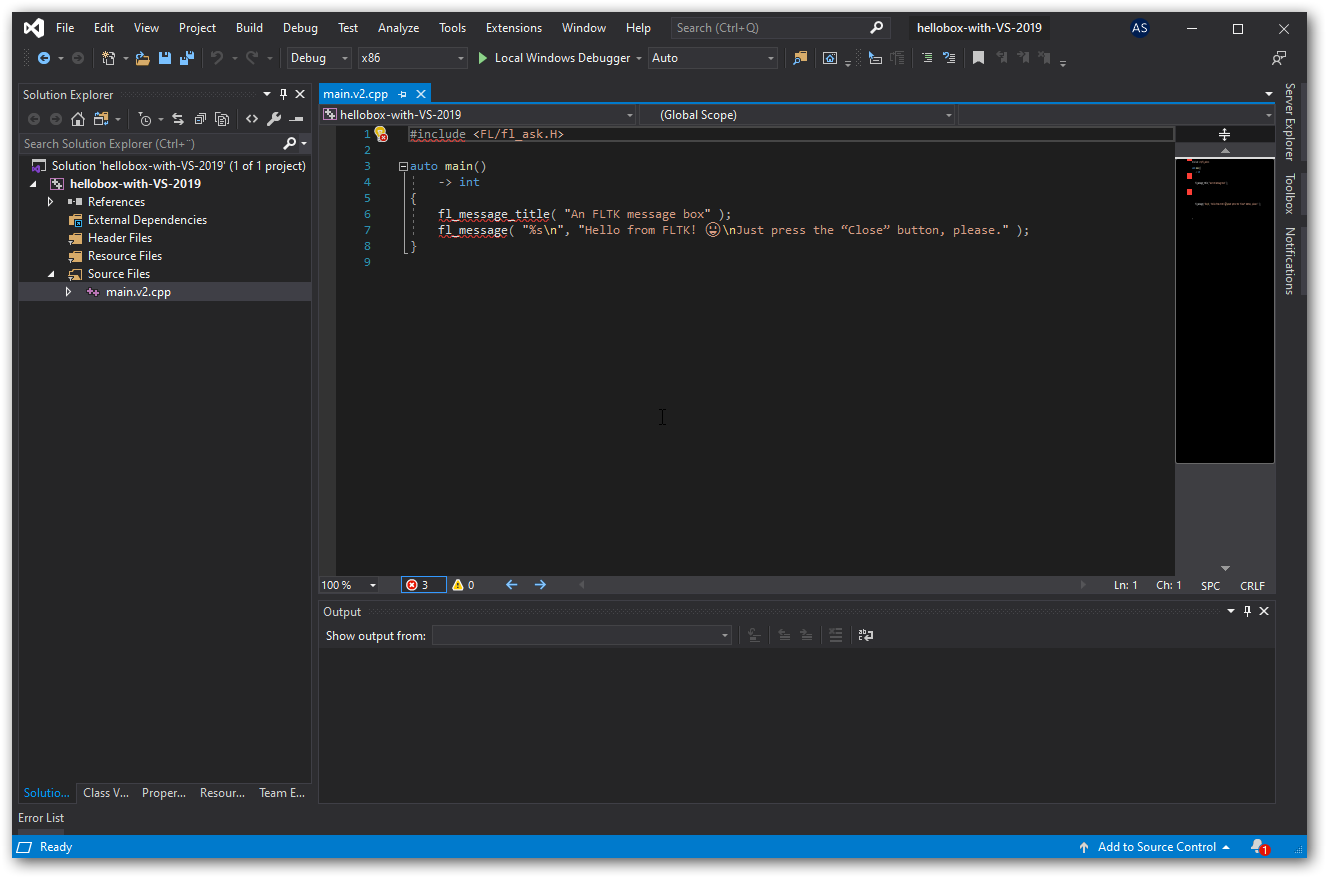 File Edit View Project Build Debug Test Analyze Tools Extensions Window Help Search (Ctrl+Q) hellobox-with-VS-2019 AS
Debug x86 Local Windows Debugger Auto
Solution Explorer
Search Solution Explorer (Ctrl+¨)
Solution 'hellobox-with-VS-2019' (1 of 1 project)
hellobox-with-VS-2019
References
External Dependencies
Header Files
Resource Files
Source Files
main.v2.cpp
Soluti­o... Class V... Proper... Resour... Team E...
main.v2.cpp
hellobox-with-VS-2019 (Global Scope)
1 #include <FL/fl_ask.H>
2
3 auto main()
4 -> int
5 {
6 fl_message_title( "An FLTK message box" );
7 fl_message( "%s\n", "Hello from FLTK! 😀\nJust press the “Close” button, please." );
8 }
9
100 % 3 0 Ln: 1 Ch: 1 SPC CRLF
Output
Show output from:
Server Explorer
Toolbox
Notifications
Error List
Ready Add to Source Control 1